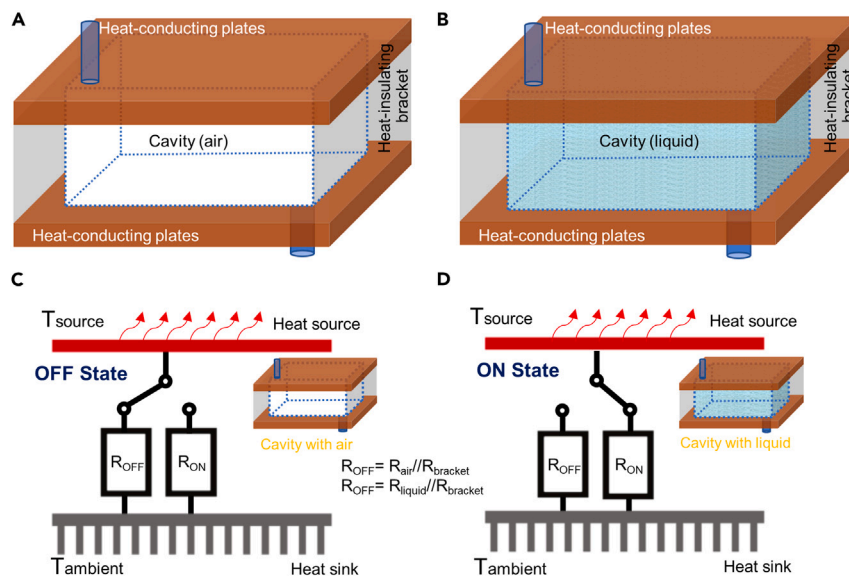 A
Heat-conducting plates
Cavity (air)
Heat-insulating
bracket
Heat-conducting plates
B
Heat-conducting plates
Cavity (liquid)
Heat-insulating
bracket
Heat-conducting plates
C
Tsource
Heat source
OFF State
ROFF
RON
Cavity with air
ROFF= Rair//Rbracket
ROFF= Rliquid//Rbracket
Tambient
Heat sink
D
Tsource
Heat source
ON State
ROFF
RON
Cavity with liquid
Tambient
Heat sink